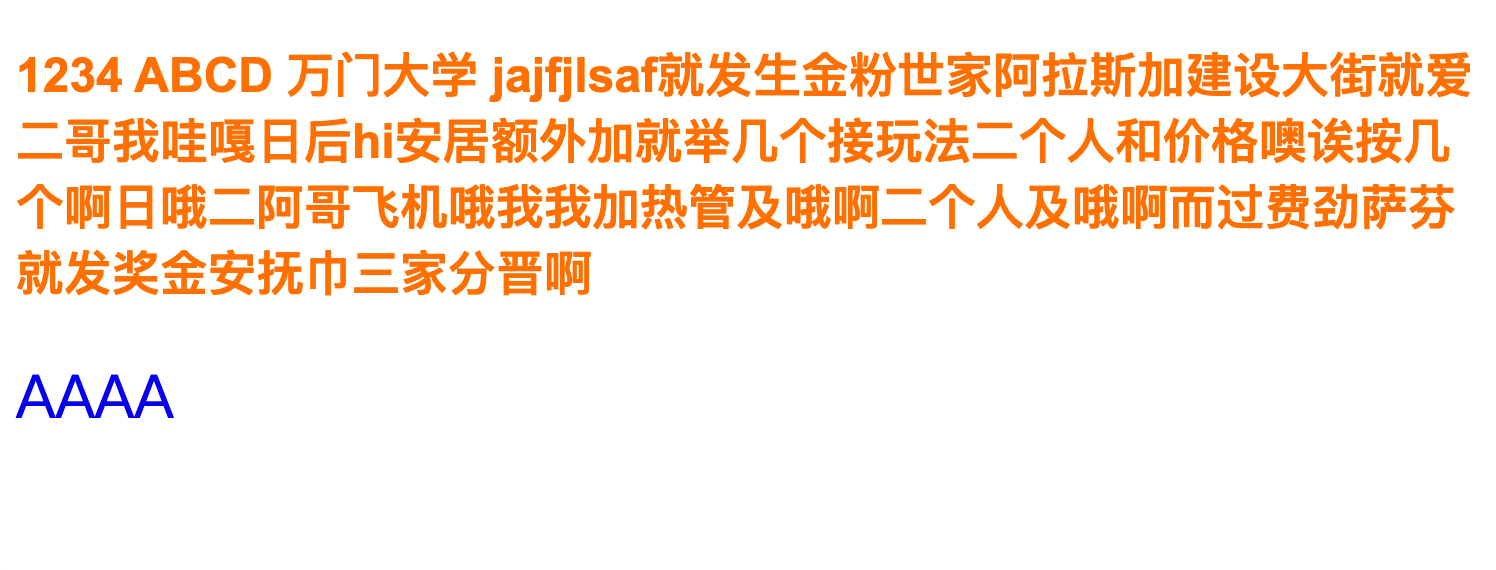 1234 ABCD 万门大学 jajfjlsaf就发生金粉世家阿拉斯加建设大街就爱
二哥我哇嘎日后hi安居额外加就举几个接玩法二个人和价格噢诶按几
个啊日哦二阿哥飞机哦我我加热管及哦啊二个人及哦啊而过费劲萨芬
就发奖金安抚巾三家分晋啊
AAAA